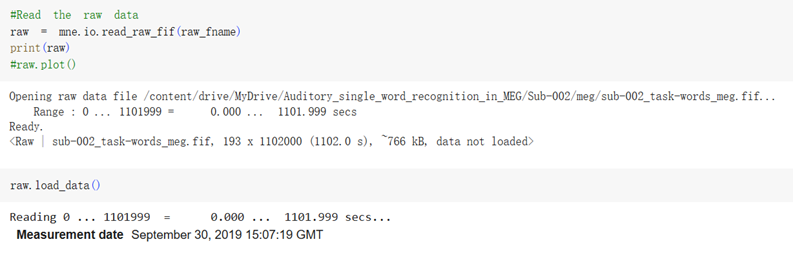 #Read the raw data
raw = mne.io.read_raw_fif(raw_fname)
print(raw)
#raw.plot()
Opening raw data file /content/drive/MyDrive/Auditory_single_word_recognition_in_MEG/Sub-002/meg/sub-002_task-words_meg.fif...
Range : 0 ... 1101999 = 0.000 ... 1101.999 secs
Ready.
<Raw | sub-002_task-words_meg.fif, 193 x 1102000 (1102.0 s), ~766 kB, data not loaded>
raw.load_data()
Reading 0 ... 1101999 = 0.000 ... 1101.999 secs...
Measurement date September 30, 2019 15:07:19 GMT